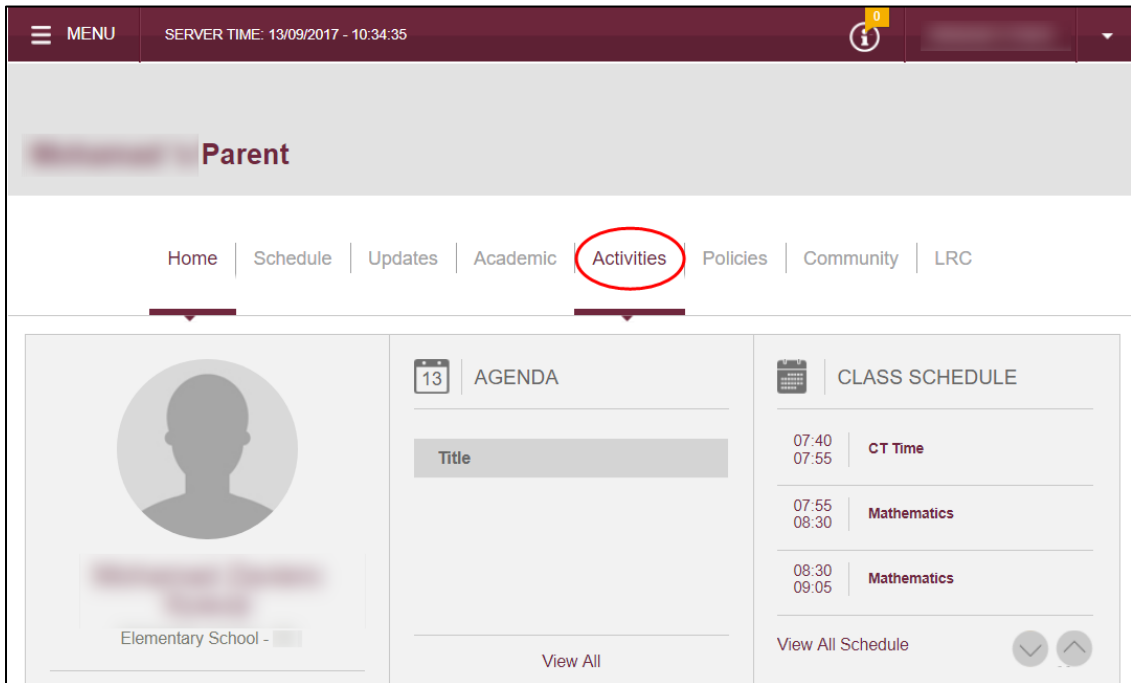 MENU
SERVER TIME: 13/09/2017 - 10:34:35
0
Parent
Home
Schedule
Updates
Academic
Activities
Policies
Community
LRC
Elementary School -
13
AGENDA
Title
View All
CLASS SCHEDULE
07:40
07:55
CT Time
07:55
08:30
Mathematics
08:30
09:05
Mathematics
View All Schedule